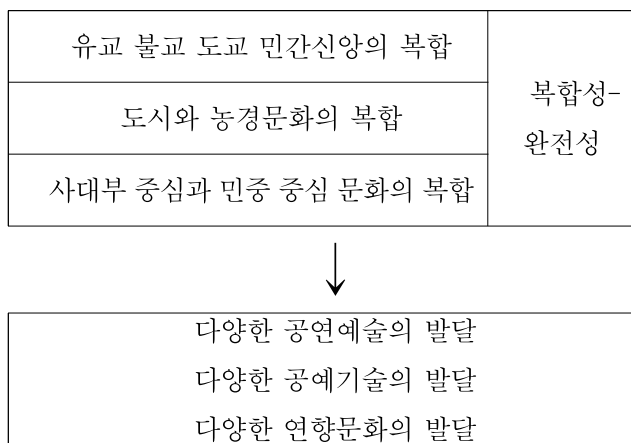 유교 불교 도교 민간신앙의 복합
도시와 농경문화의 복합
사대부 중심과 민중 중심 문화의 복합
복합성-
완전성
다양한 공연예술의 발달
다양한 공예기술의 발달
다양한 연향문화의 발달